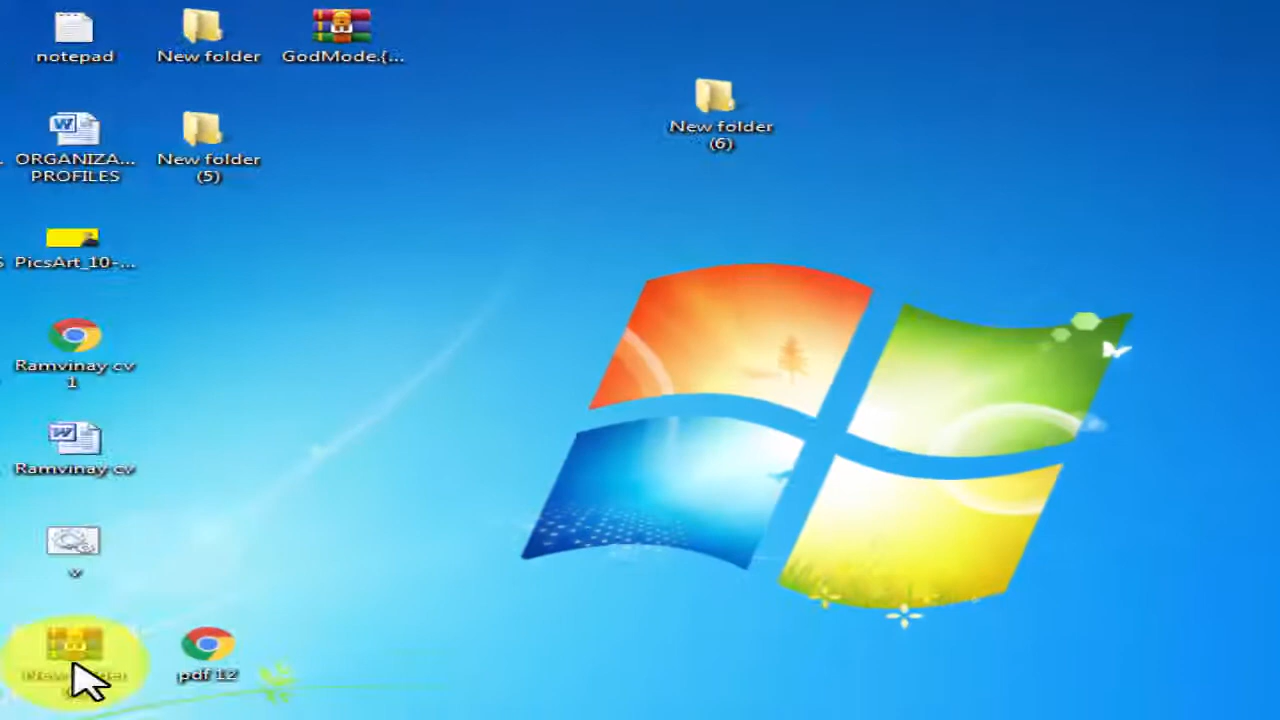 notepad
New folder
GodMode.{...
New folder
(6)
ORGANIZA...
PROFILES
New folder
(5)
PicsArt_10-...
Ramvinay cv
1
Ramvinay cv
v
pdf 12